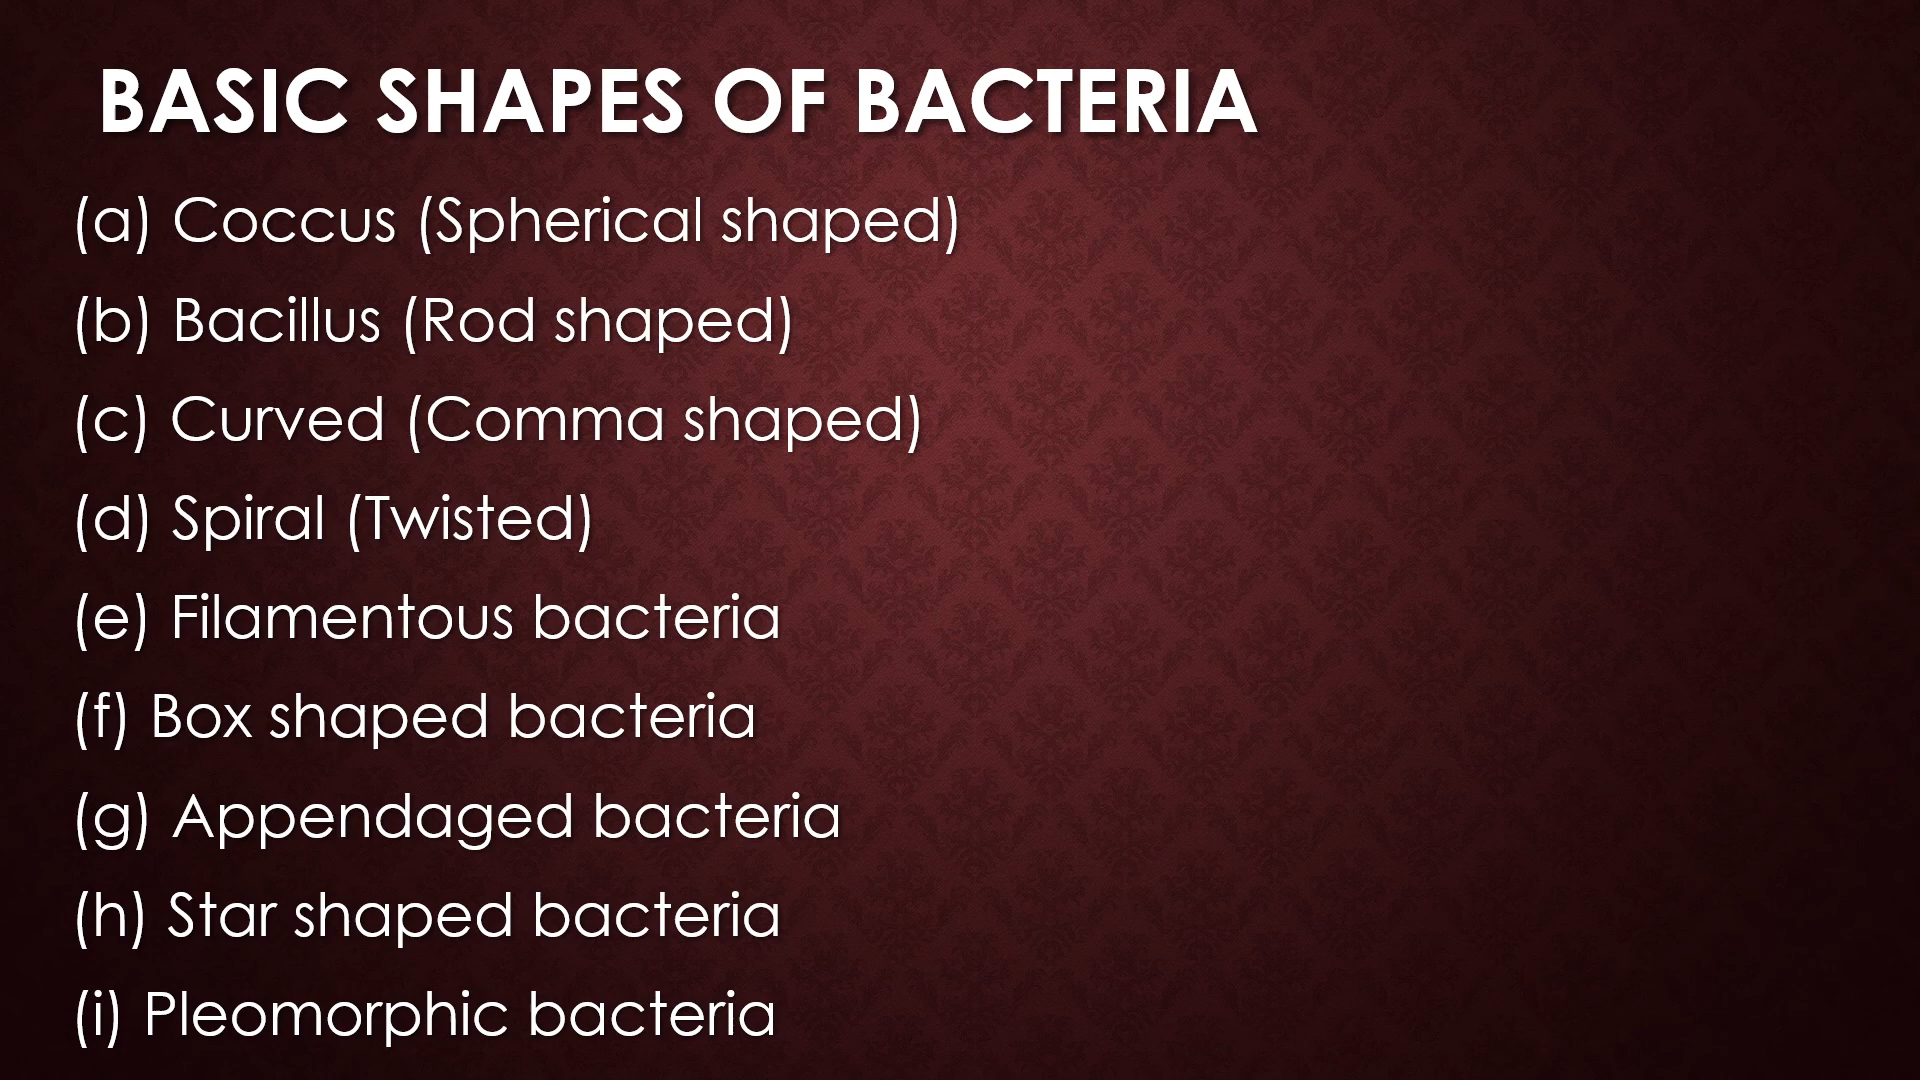 BASIC SHAPES OF BACTERIA
(a) Coccus (Spherical shaped)
(b) Bacillus (Rod shaped)
(c) Curved (Comma shaped)
(d) Spiral (Twisted)
(e) Filamentous bacteria
(f) Box shaped bacteria
(g) Appendaged bacteria
(h) Star shaped bacteria
(i) Pleomorphic bacteria